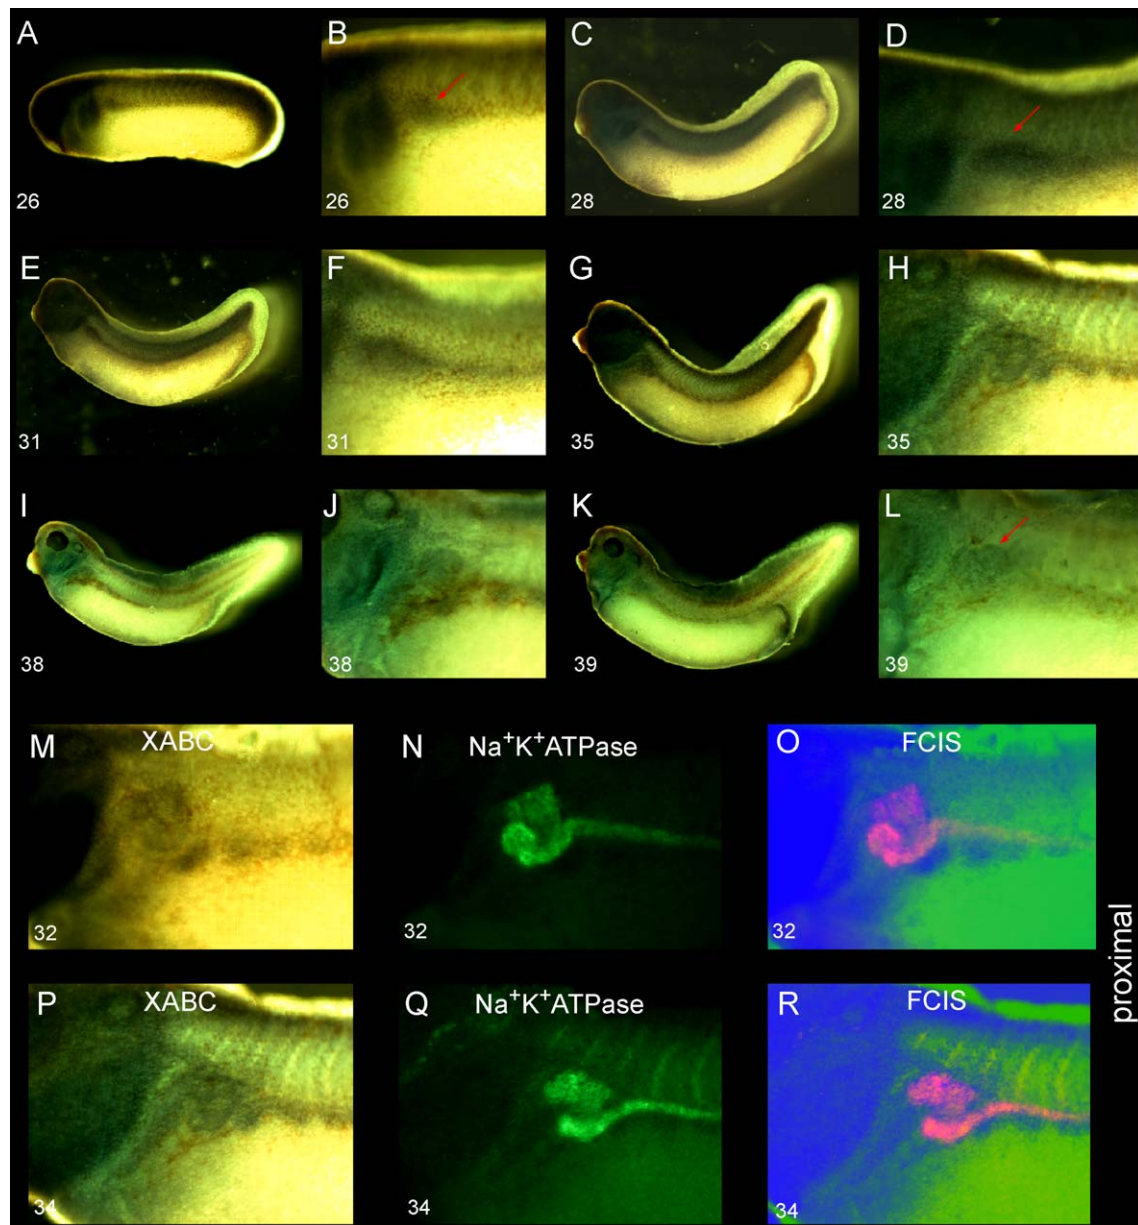 A B C D
26 26 28 28
E F G H
31 31 35 35
I J K L
38 38 39 39
M XABC N Na⁺K⁺ATPase O FCIS
32 32 32
proximal
P XABC Q Na⁺K⁺ATPase R FCIS
34 34 34